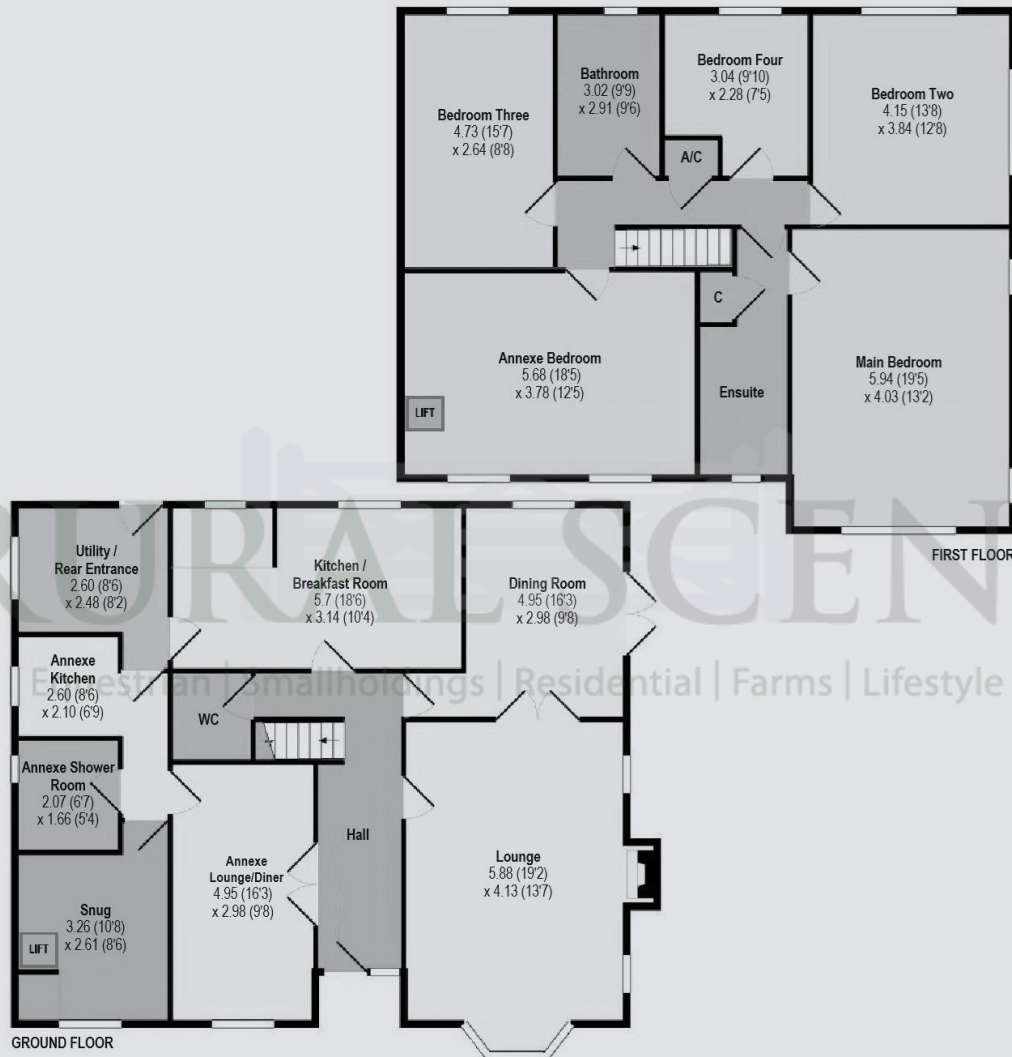 Bedroom Three
4.73 (15'7)
x 2.64 (8'8)
Bathroom
3.02 (9'9)
x 2.91 (9'6)
Bedroom Four
3.04 (9'10)
x 2.28 (7'5)
A/C
Bedroom Two
4.15 (13'8)
x 3.84 (12'8)
Annexe Bedroom
5.68 (18'5)
x 3.78 (12'5)
LIFT
C
Ensuite
Main Bedroom
5.94 (19'5)
x 4.03 (13'2)
FIRST FLOOR
RURAL SCENE
Equestrian | Smallholdings | Residential | Farms | Lifestyle
Utility /
Rear Entrance
2.60 (8'6)
x 2.48 (8'2)
Kitchen /
Breakfast Room
5.7 (18'6)
x 3.14 (10'4)
Dining Room
4.95 (16'3)
x 2.98 (9'8)
Annexe
Kitchen
2.60 (8'6)
x 2.10 (6'9)
WC
Annexe Shower
Room
2.07 (6'7)
x 1.66 (5'4)
Hall
Annexe
Lounge/Diner
4.95 (16'3)
x 2.98 (9'8)
Lounge
5.88 (19'2)
x 4.13 (13'7)
Snug
3.26 (10'8)
x 2.61 (8'6)
LIFT
GROUND FLOOR